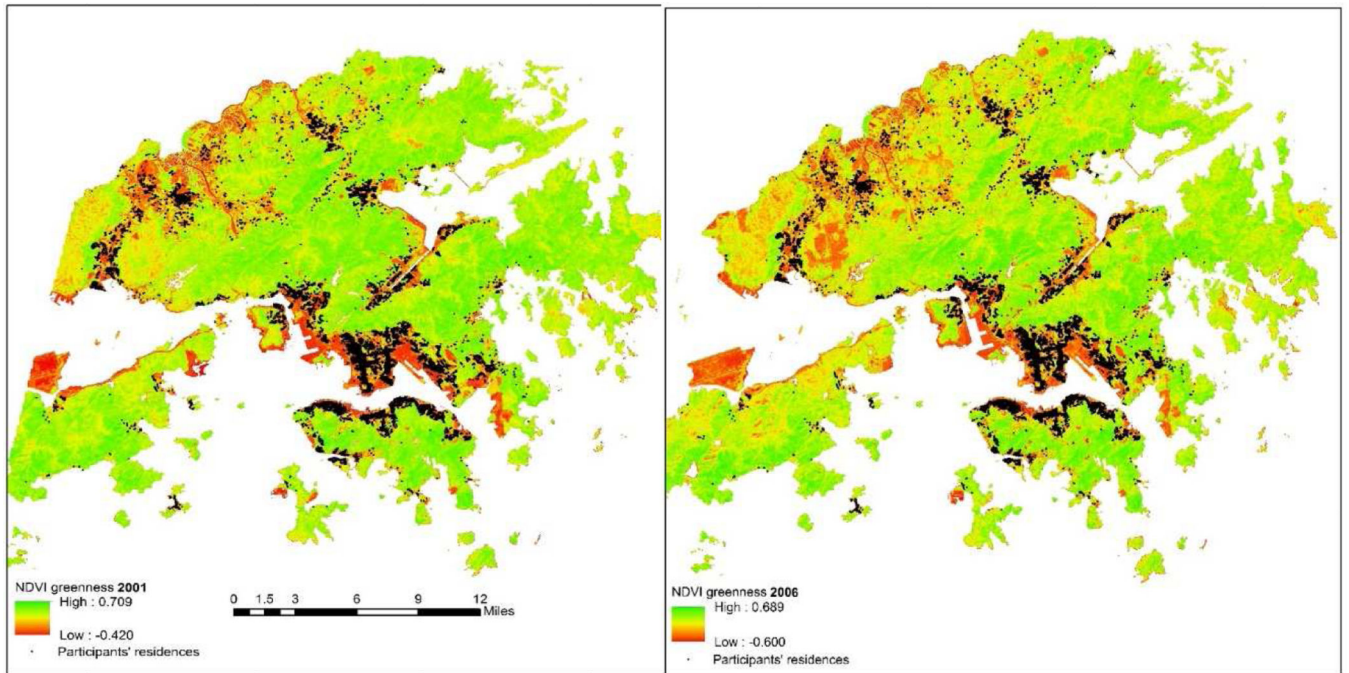 NDVI greenness 2001
High : 0.709
Low : -0.420
Participants' residences
0 1.5 3 6 9 12
Miles
NDVI greenness 2006
High : 0.689
Low : -0.600
Participants' residences